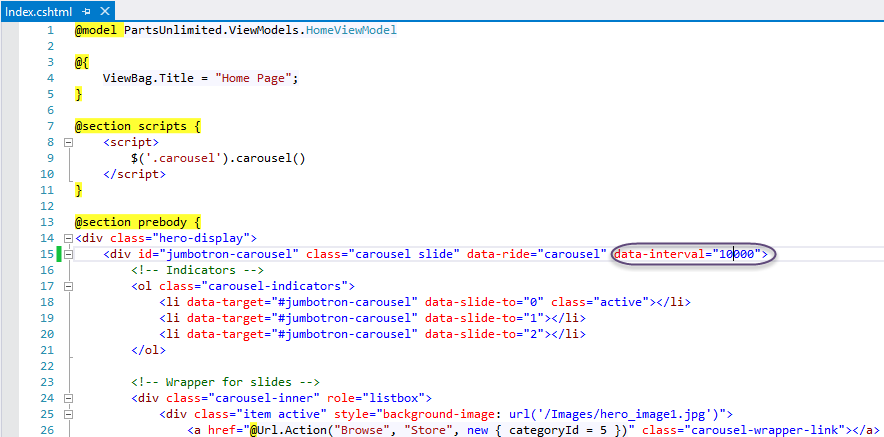 Index.cshtml
1 @model PartsUnlimited.ViewModels.HomeViewModel
2
3 @{
4 ViewBag.Title = "Home Page";
5 }
6
7 @section scripts {
8 <script>
9 $('.carousel').carousel()
10 </script>
11 }
12
13 @section prebody {
14 <div class="hero-display">
15 <div id="jumbotron-carousel" class="carousel slide" data-ride="carousel" data-interval="10000">
16 <!-- Indicators -->
17 <ol class="carousel-indicators">
18 <li data-target="#jumbotron-carousel" data-slide-to="0" class="active"></li>
19 <li data-target="#jumbotron-carousel" data-slide-to="1"></li>
20 <li data-target="#jumbotron-carousel" data-slide-to="2"></li>
21 </ol>
22
23 <!-- Wrapper for slides -->
24 <div class="carousel-inner" role="listbox">
25 <div class="item active" style="background-image: url('/Images/hero_image1.jpg')">
26 <a href="@Url.Action("Browse", "Store", new { categoryId = 5 })" class="carousel-wrapper-link"></a>